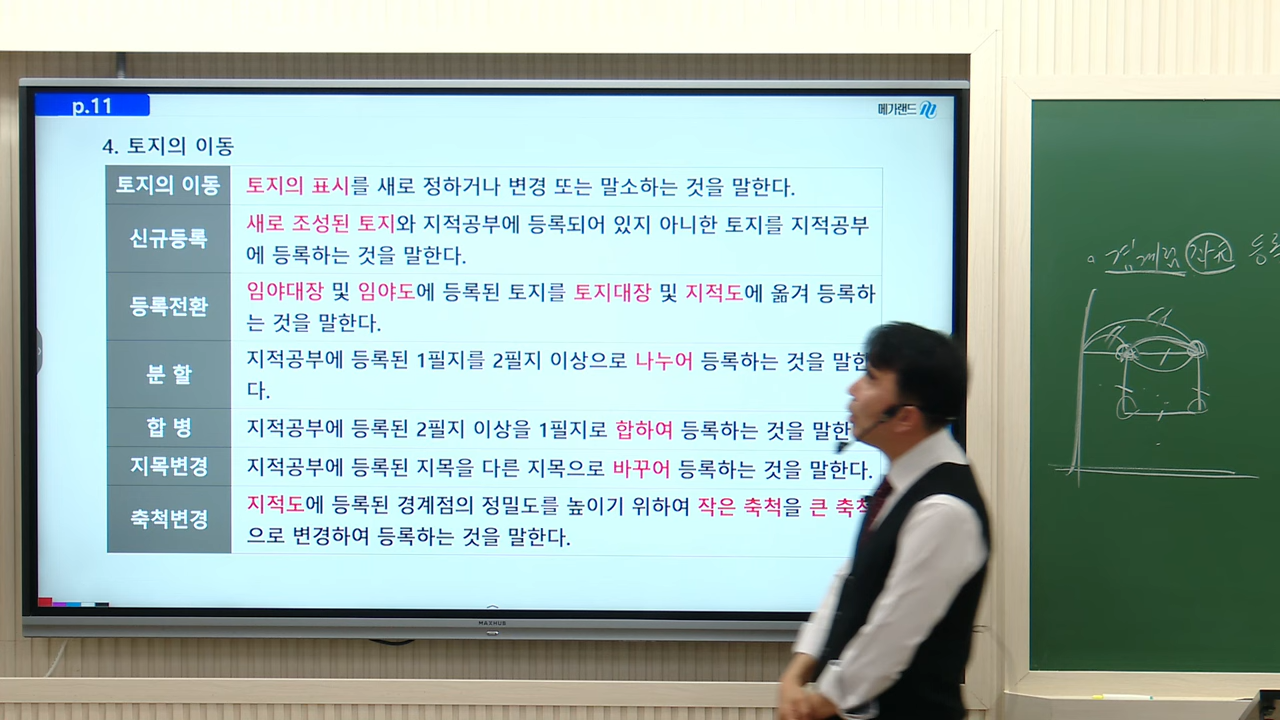 p.11
메가랜드
4. 토지의 이동
토지의 이동 토지의 표시를 새로 정하거나 변경 또는 말소하는 것을 말한다.
신규등록 새로 조성된 토지와 지적공부에 등록되어 있지 아니한 토지를 지적공부
에 등록하는 것을 말한다.
등록전환 임야대장 및 임야도에 등록된 토지를 토지대장 및 지적도에 옮겨 등록하
는 것을 말한다.
분 할 지적공부에 등록된 1필지를 2필지 이상으로 나누어 등록하는 것을 말한
다.
합 병 지적공부에 등록된 2필지 이상을 1필지로 합하여 등록하는 것을 말한
지목변경 지적공부에 등록된 지목을 다른 지목으로 바꾸어 등록하는 것을 말한다.
축척변경 지적도에 등록된 경계점의 정밀도를 높이기 위하여 작은 축척을 큰 축척
으로 변경하여 등록하는 것을 말한다.
MAXHUB